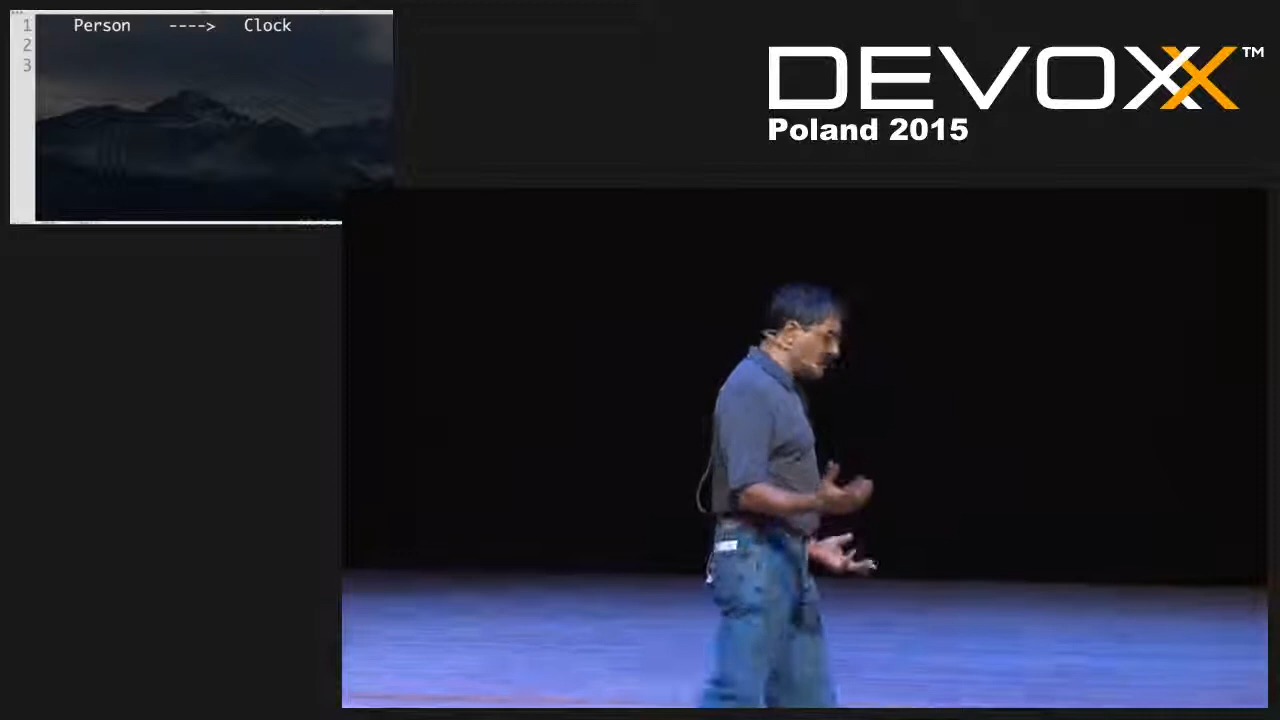 1 Person ----> Clock
2
3
DEVOXX™
Poland 2015